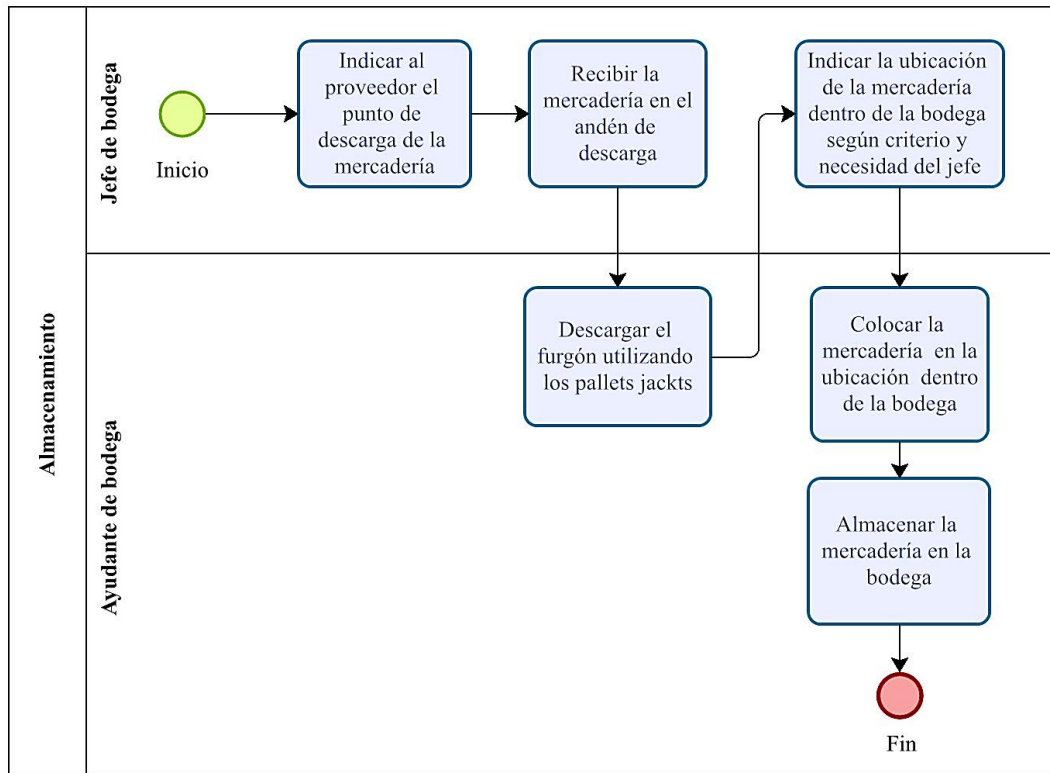 Almacenamiento
Jefe de bodega
Inicio
Indicar al
proveedor el
punto de
descarga de la
mercadería
Recibir la
mercadería en el
andén de
descarga
Indicar la ubicación
de la mercadería
dentro de la bodega
según criterio y
necesidad del jefe
Ayudante de bodega
Descargar el
furgón utilizando
los pallets jackts
Colocar la
mercadería en la
ubicación dentro
de la bodega
Almacenar la
mercadería en la
bodega
Fin